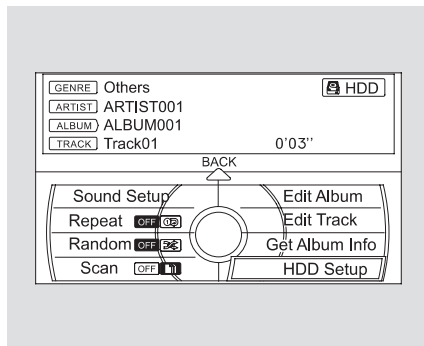 GENRE Others HDD
ARTIST ARTIST001
ALBUM ALBUM001
TRACK Track01 0'03''
BACK
Sound Setup Edit Album
Repeat OFF Edit Track
Random OFF Get Album Info
Scan OFF HDD Setup